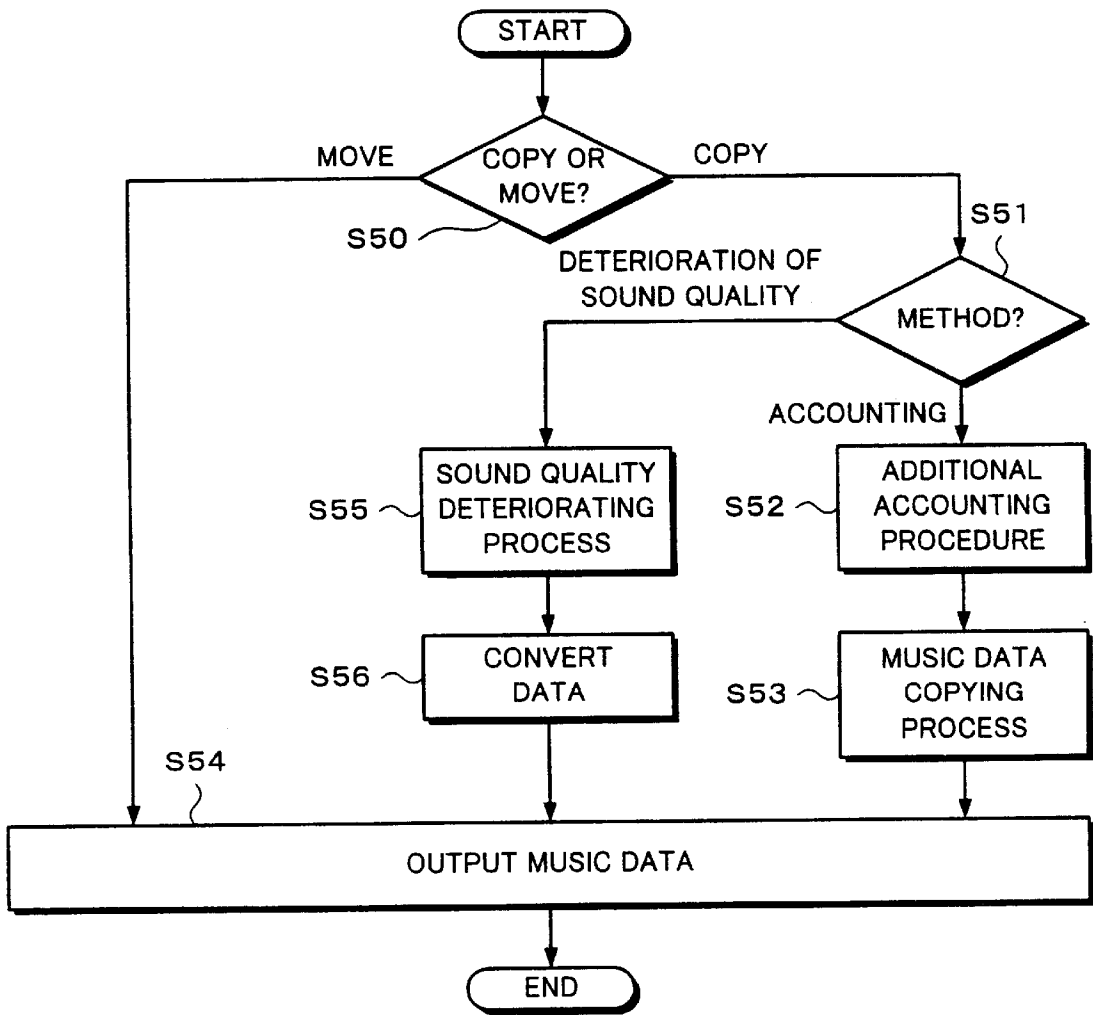 START
COPY OR
MOVE?
MOVE
COPY
S50
S51
DETERIORATION OF
SOUND QUALITY
METHOD?
ACCOUNTING
SOUND QUALITY
DETERIORATING
PROCESS
S55
ADDITIONAL
ACCOUNTING
PROCEDURE
S52
CONVERT
DATA
S56
MUSIC DATA
COPYING
PROCESS
S53
S54
OUTPUT MUSIC DATA
END